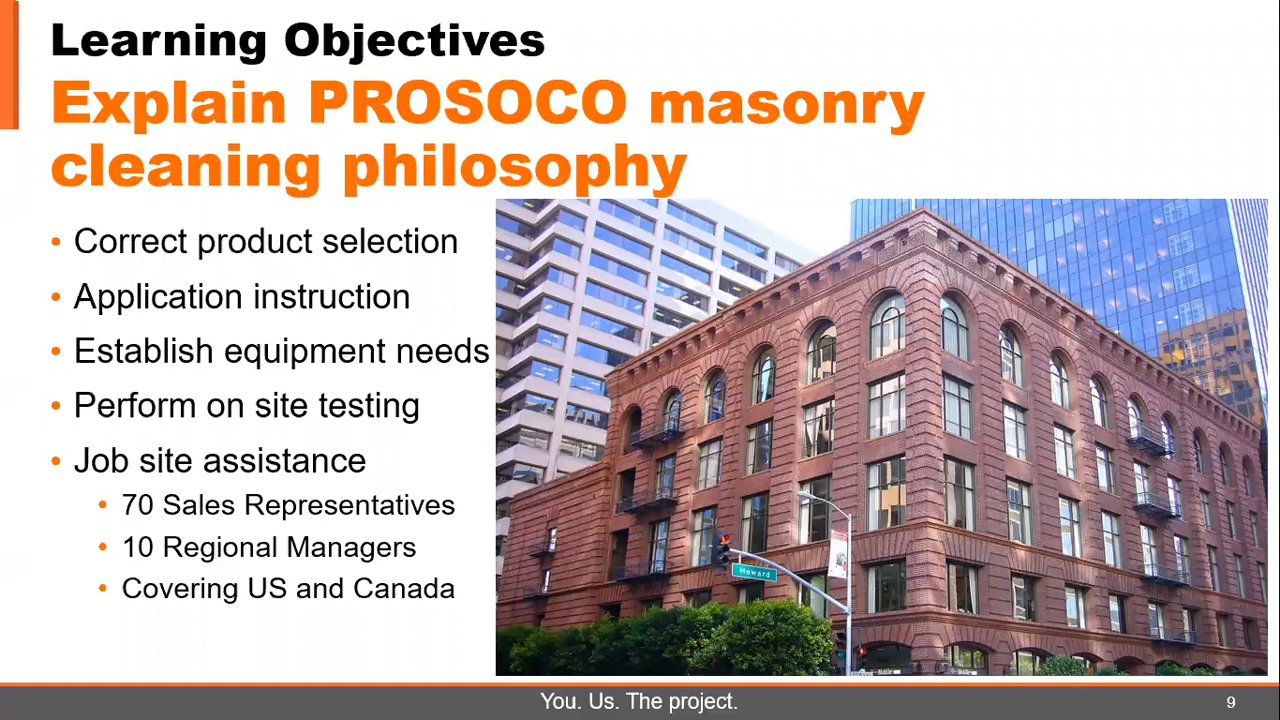 Learning Objectives
Explain PROSOCO masonry
cleaning philosophy
• Correct product selection
• Application instruction
• Establish equipment needs
• Perform on site testing
• Job site assistance
• 70 Sales Representatives
• 10 Regional Managers
• Covering US and Canada
Howard
You. Us. The project.
9